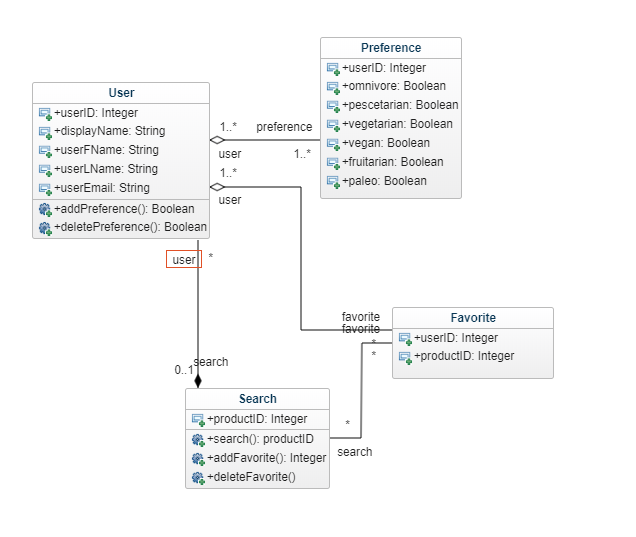 Preference
+userID: Integer
+omnivore: Boolean
+pescetarian: Boolean
+vegetarian: Boolean
+vegan: Boolean
+fruitarian: Boolean
+paleo: Boolean
User
+userID: Integer
+displayName: String
+userFName: String
+userLName: String
+userEmail: String
+addPreference(): Boolean
+deletePreference(): Boolean
1..*
preference
user
1..*
1..*
user
user
*
favorite
favorite
*
*
Favorite
+userID: Integer
+productID: Integer
search
0..1
Search
+productID: Integer
+search(): productID
+addFavorite(): Integer
+deleteFavorite()
*
search